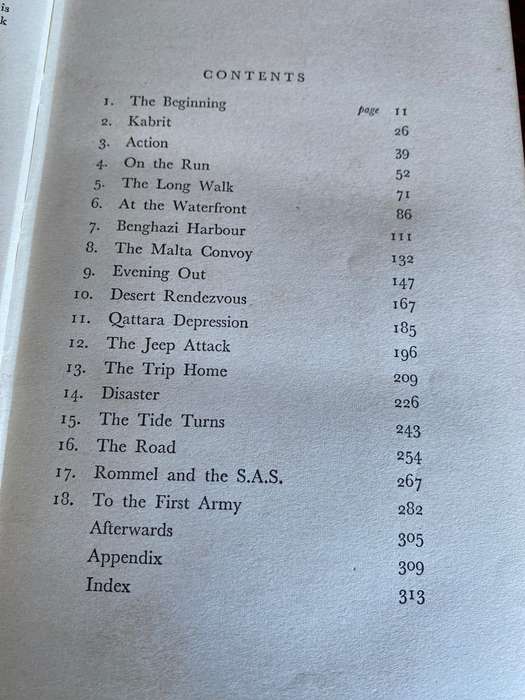 is
k
CONTENTS
1. The Beginning page 11
2. Kabrit 26
3. Action 39
4. On the Run 52
5. The Long Walk 71
6. At the Waterfront 86
7. Benghazi Harbour 111
8. The Malta Convoy 132
9. Evening Out 147
10. Desert Rendezvous 167
11. Qattara Depression 185
12. The Jeep Attack 196
13. The Trip Home 209
14. Disaster 226
15. The Tide Turns 243
16. The Road 254
17. Rommel and the S.A.S. 267
18. To the First Army 282
Afterwards 305
Appendix 309
Index 313